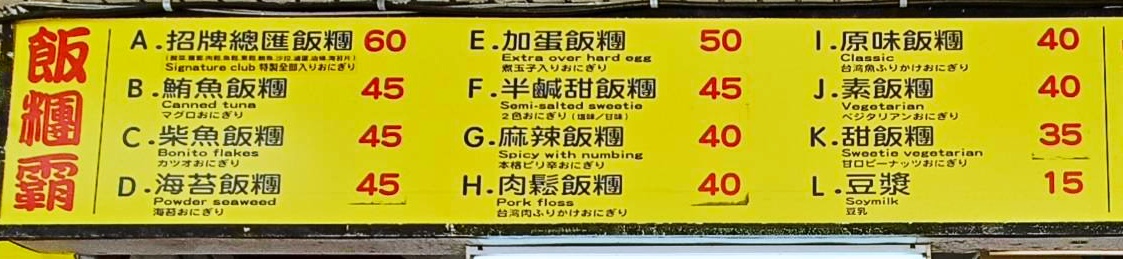 飯糰霸
A.招牌總匯飯糰 60
Signature club 特製全部入りおにぎり
B.鮪魚飯糰 45
Canned tuna
マグロおにぎり
C.柴魚飯糰 45
Bonito flakes
カツオおにぎり
D.海苔飯糰 45
Powder seaweed
海苔おにぎり
E.加蛋飯糰 50
Extra over hard egg
煮玉子入りおにぎり
F.半鹹甜飯糰 45
Semi-salted sweetie
2色おにぎり(塩味/甘味)
G.麻辣飯糰 40
Spicy with numbing
本格ピリ辛おにぎり
H.肉鬆飯糰 40
Pork floss
台湾肉ふりかけおにぎり
I.原味飯糰 40
Classic
台湾魚ふりかけおにぎり
J.素飯糰 40
Vegetarian
ベジタリアンおにぎり
K.甜飯糰 35
Sweetie vegetarian
甘口ピーナッツおにぎり
L.豆漿 15
Soymilk
豆乳